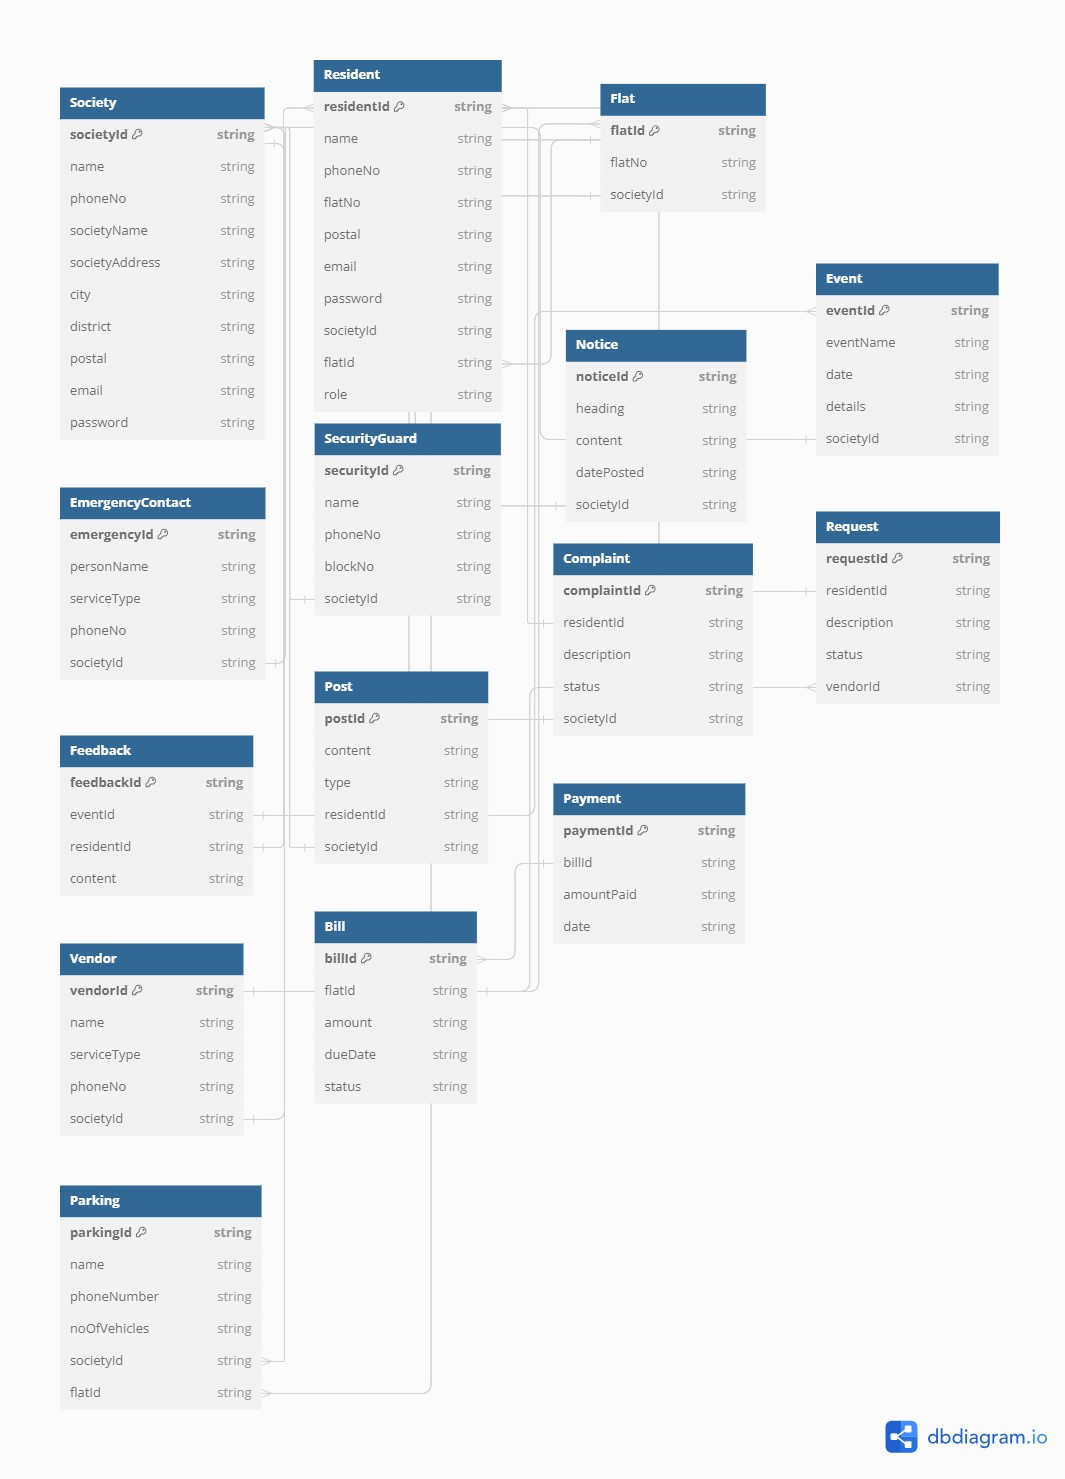 Society
societyId string
name string
phoneNo string
societyName string
societyAddress string
city string
district string
postal string
email string
password string
Resident
residentId string
name string
phoneNo string
flatNo string
postal string
email string
password string
societyId string
flatId string
role string
Flat
flatId string
flatNo string
societyId string
Event
eventId string
eventName string
date string
details string
societyId string
Notice
noticeId string
heading string
content string
datePosted string
societyId string
SecurityGuard
securityId string
name string
phoneNo string
blockNo string
societyId string
EmergencyContact
emergencyId string
personName string
serviceType string
phoneNo string
societyId string
Request
requestId string
residentId string
description string
status string
vendorId string
Complaint
complaintId string
residentId string
description string
status string
societyId string
Post
postId string
content string
type string
residentId string
societyId string
Feedback
feedbackId string
eventId string
residentId string
content string
Payment
paymentId string
billId string
amountPaid string
date string
Bill
billId string
flatId string
amount string
dueDate string
status string
Vendor
vendorId string
name string
serviceType string
phoneNo string
societyId string
Parking
parkingId string
name string
phoneNumber string
noOfVehicles string
societyId string
flatId string
dbdiagram.io